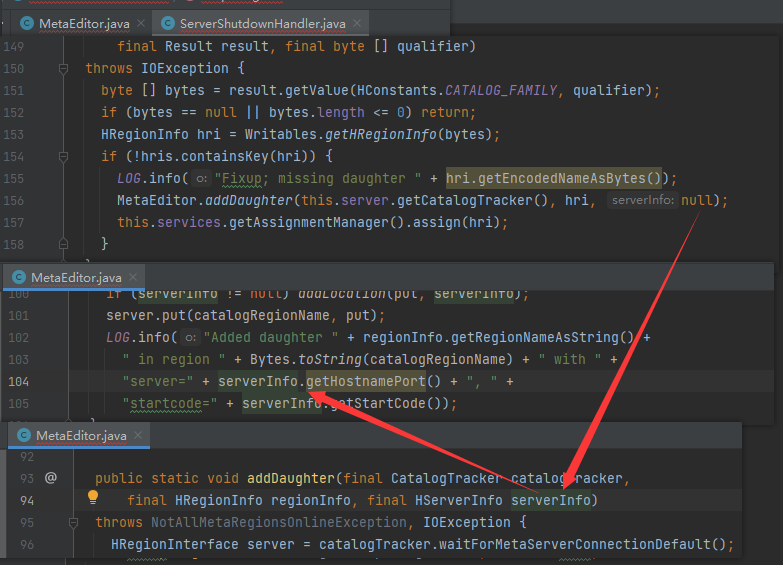 MetaEditor.java ServerShutdownHandler.java
149 final Result result, final byte [] qualifier)
150 throws IOException {
151 byte [] bytes = result.getValue(HConstants.CATALOG_FAMILY, qualifier);
152 if (bytes == null || bytes.length <= 0) return;
153 HRegionInfo hri = Writables.getHRegionInfo(bytes);
154 if (!hris.containsKey(hri)) {
155 LOG.info( o: "Fixup; missing daughter " + hri.getEncodedNameAsBytes());
156 MetaEditor.addDaughter(this.server.getCatalogTracker(), hri, serverInfo: null);
157 this.services.getAssignmentManager().assign(hri);
158 }
MetaEditor.java
100 if (serverInfo != null) addLocation(put, serverInfo);
101 server.put(catalogRegionName, put);
102 LOG.info( o: "Added daughter " + regionInfo.getRegionNameAsString() +
103 " in region " + Bytes.toString(catalogRegionName) + " with " +
104 "server=" + serverInfo.getHostnamePort() + ", " +
105 "startcode=" + serverInfo.getStartCode());
MetaEditor.java
92
93 @ public static void addDaughter(final CatalogTracker catalogTracker,
94 final HRegionInfo regionInfo, final HServerInfo serverInfo)
95 throws NotAllMetaRegionsOnlineException, IOException {
96 HRegionInterface server = catalogTracker.waitForMetaServerConnectionDefault();